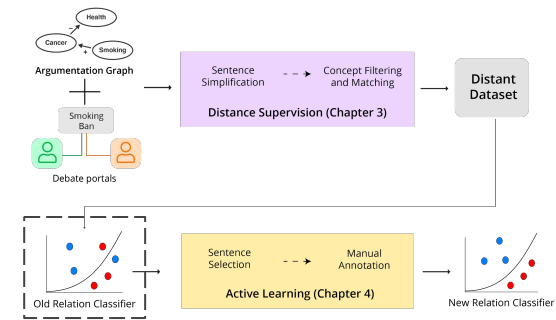 Health
Cancer
Smoking
−
+
Argumentation Graph
Smoking
Ban
Debate portals
Sentence
Simplification
Concept Filtering
and Matching
Distance Supervision (Chapter 3)
Distant
Dataset
Old Relation Classifier
Sentence
Selection
Manual
Annotation
Active Learning (Chapter 4)
New Relation Classifier